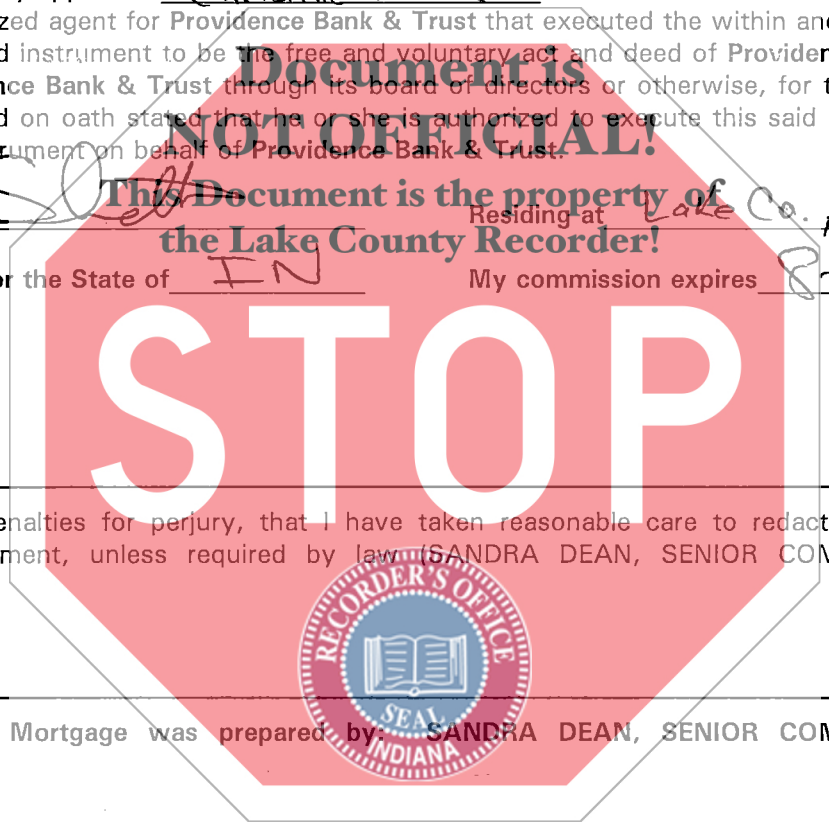 zed agent for Providence Bank & Trust that executed the within and
d instrument to be the free and voluntary act and deed of Providen
nce Bank & Trust through its board of directors or otherwise, for t
d on oath stated that he or she is authorized to execute this said
rument on behalf of Providence Bank & Trust.
Document is
NOT OFFICIAL!
This Document is the property of
the Lake County Recorder!
Residing at Lake Co.
or the State of IN My commission expires 8
STOP
enalties for perjury, that I have taken reasonable care to redact
ment, unless required by law (SANDRA DEAN, SENIOR COM
RECORDER'S OFFICE
SEAL
INDIANA
Mortgage was prepared by: SANDRA DEAN, SENIOR COM